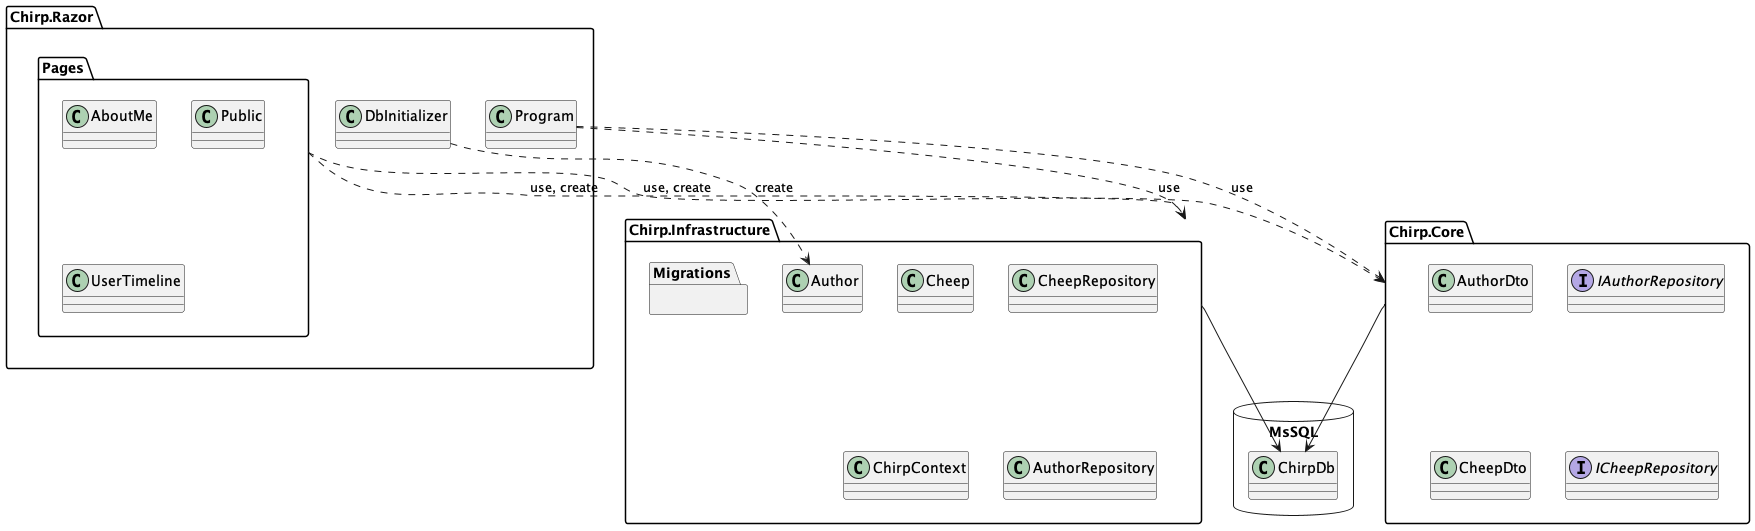 Chirp.Razor
Pages
C AboutMe
C Public
C DbInitializer
C Program
use, create
use, create
create
use
use
Chirp.Infrastructure
Chirp.Core
Migrations
C Author
C Cheep
C CheepRepository
C AuthorDto
I IAuthorRepository
C UserTimeline
MsSQL
C ChirpContext
C AuthorRepository
C ChirpDb
C CheepDto
I ICheepRepository